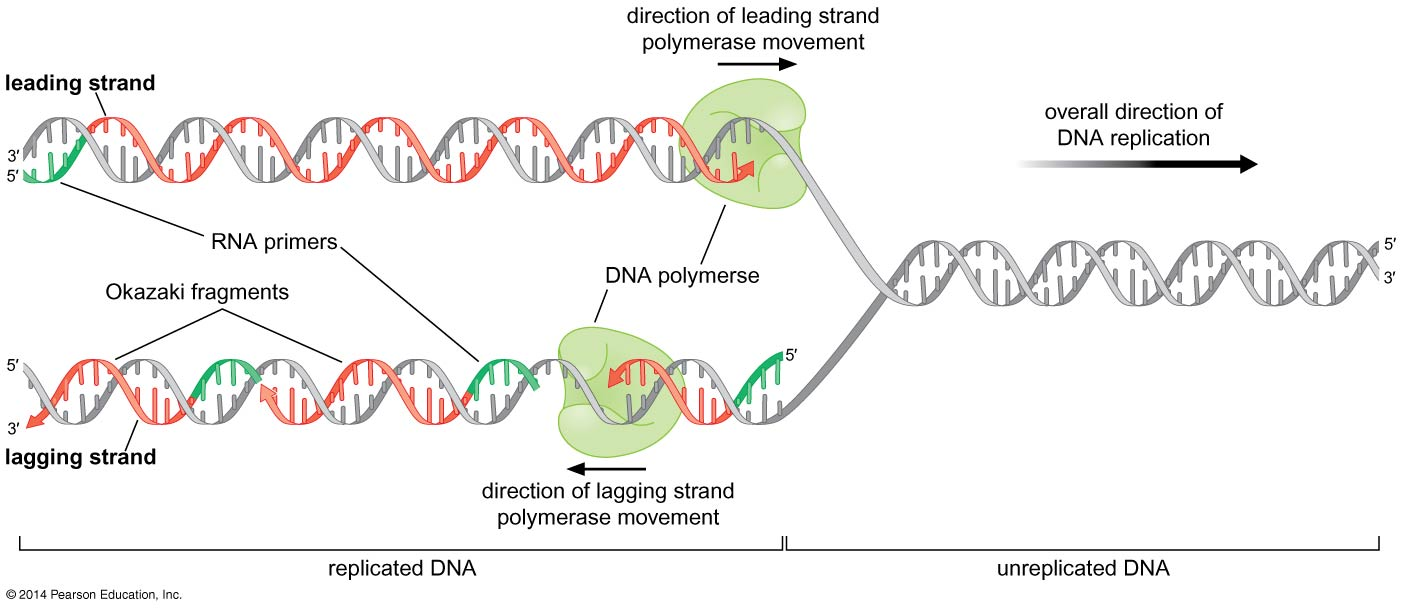 direction of leading strand
polymerase movement
leading strand
overall direction of
DNA replication
3′
5′
RNA primers
5′
3′
DNA polymerse
Okazaki fragments
5′
5′
3′
lagging strand
direction of lagging strand
polymerase movement
replicated DNA
unreplicated DNA
© 2014 Pearson Education, Inc.